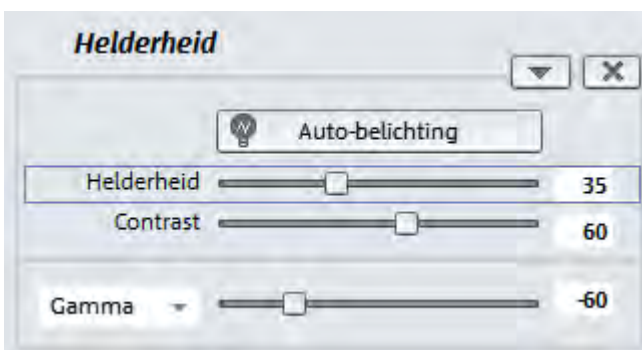 Helderheid
Auto-belichting
Helderheid 35
Contrast 60
Gamma -60